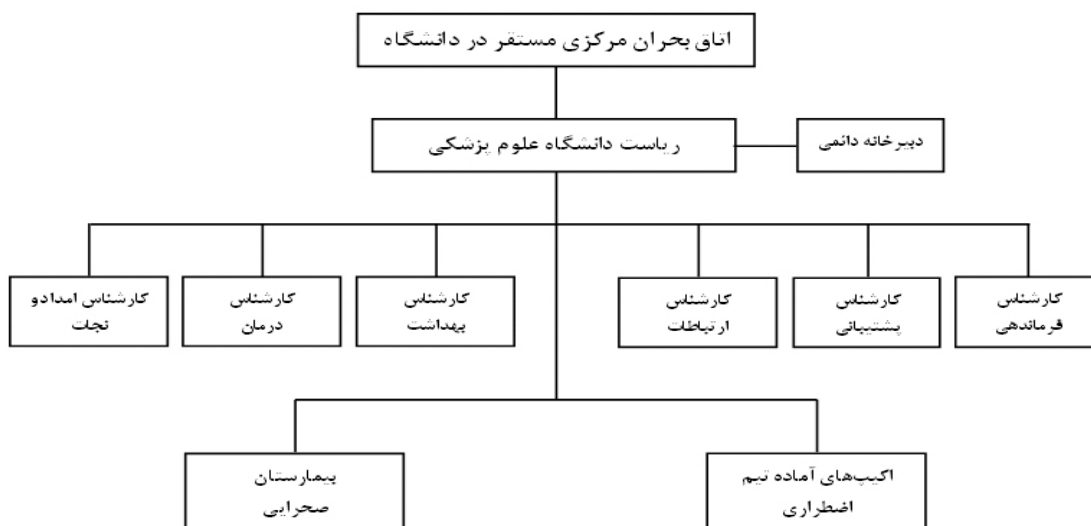 اتاق بحران مرکزی مستقر در دانشگاه
ریاست دانشگاه علوم پزشکی
دبیرخانه دائمی
کارشناس
فرماندهی
کارشناس
پشتیبانی
کارشناس
ارتباطات
کارشناس
بهداشت
کارشناس
درمان
کارشناس امدادو
نجات
اکیپ‌های آماده تیم
اضطراری
بیمارستان
صحرایی